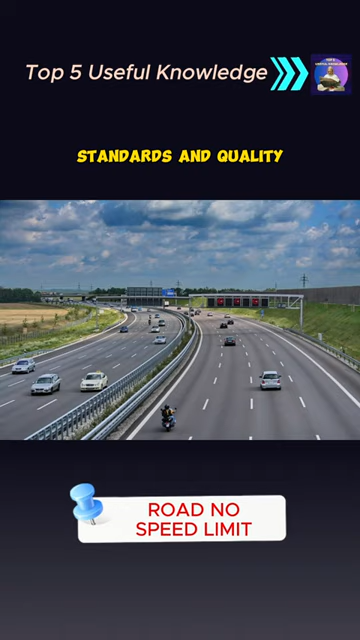 Top 5 Useful Knowledge
STANDARDS AND QUALITY
ROAD NO
SPEED LIMIT